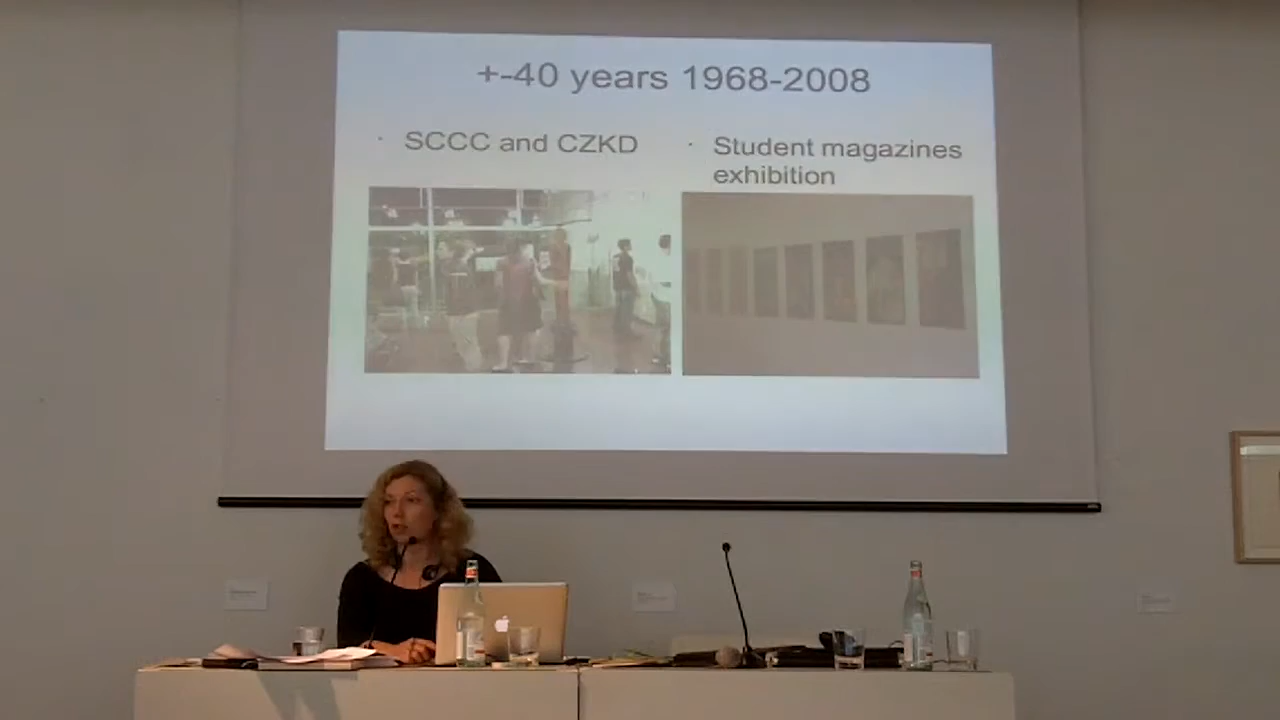 +-40 years 1968-2008
· SCCC and CZKD
· Student magazines
exhibition